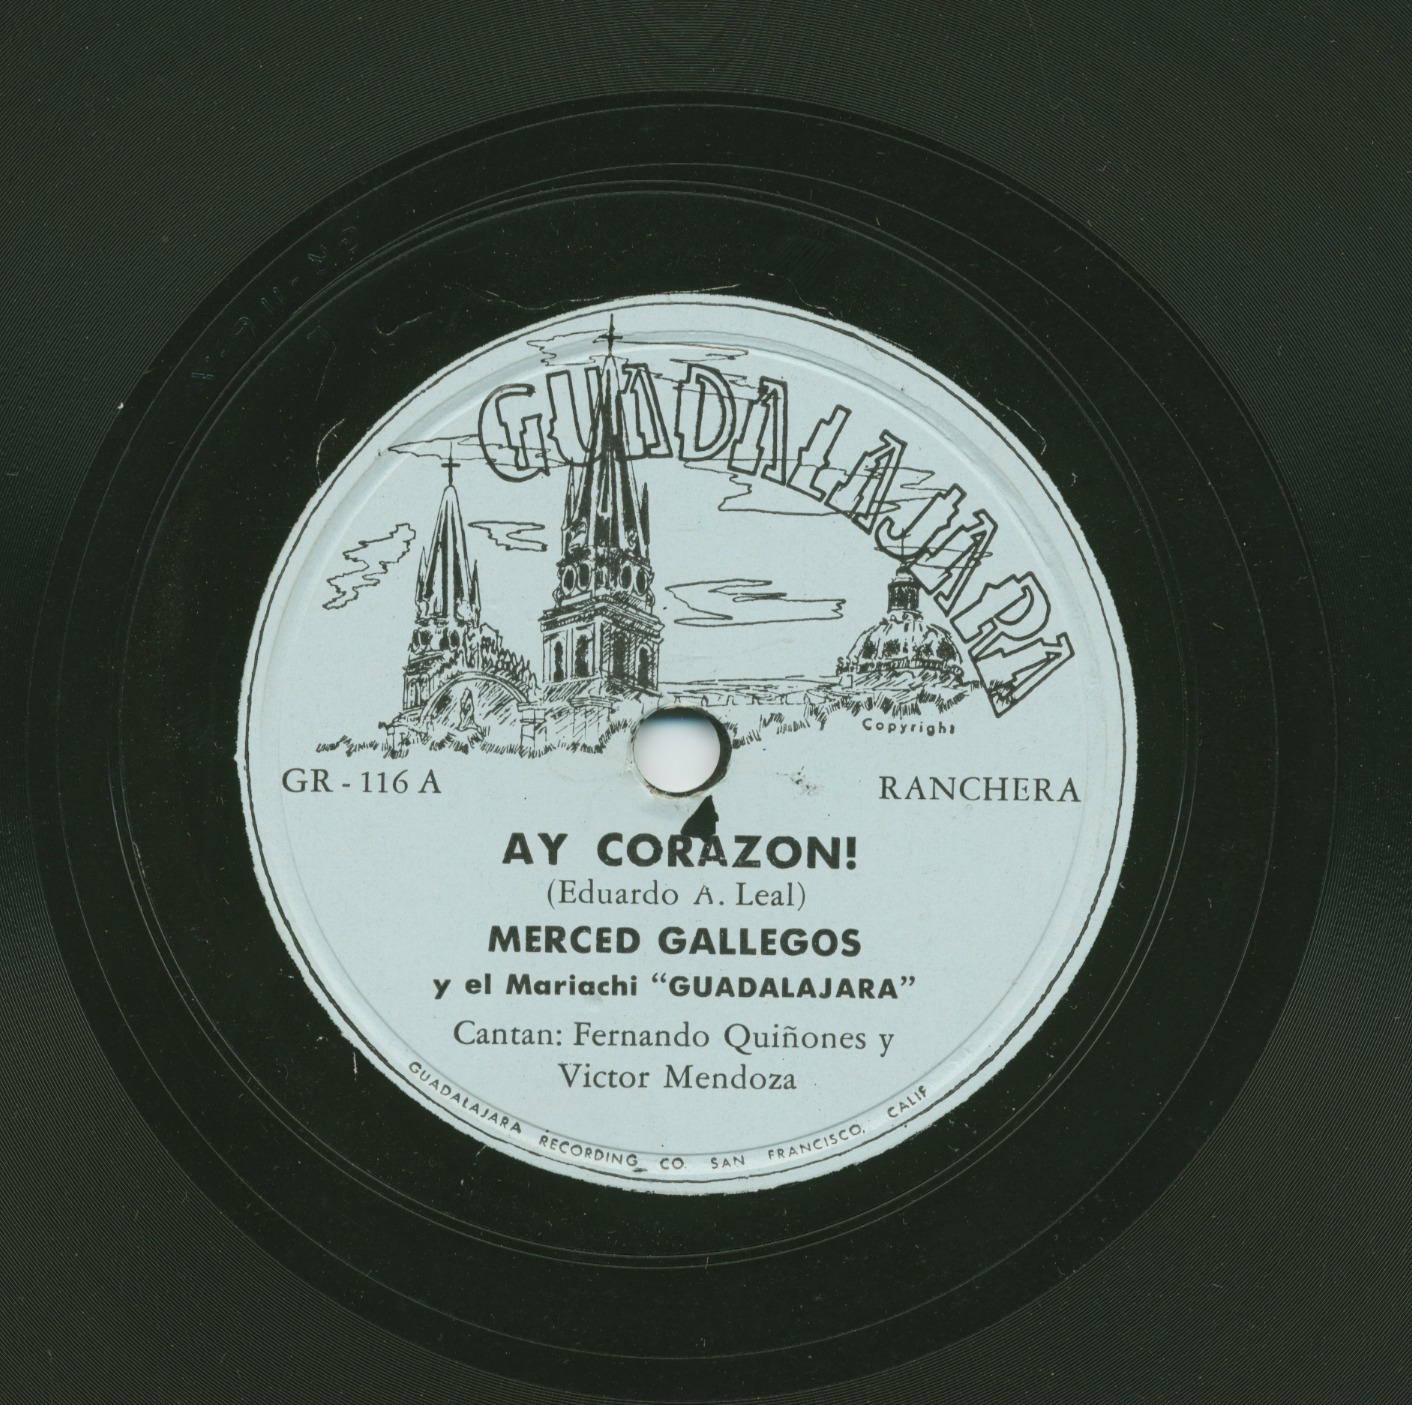 GUADALAJARA
Copyright
GR - 116 A
RANCHERA
AY CORAZON!
(Eduardo A. Leal)
MERCED GALLEGOS
y el Mariachi “GUADALAJARA”
Cantan: Fernando Quiñones y
Victor Mendoza
GUADALAJARA RECORDING CO. SAN FRANCISCO, CALIF